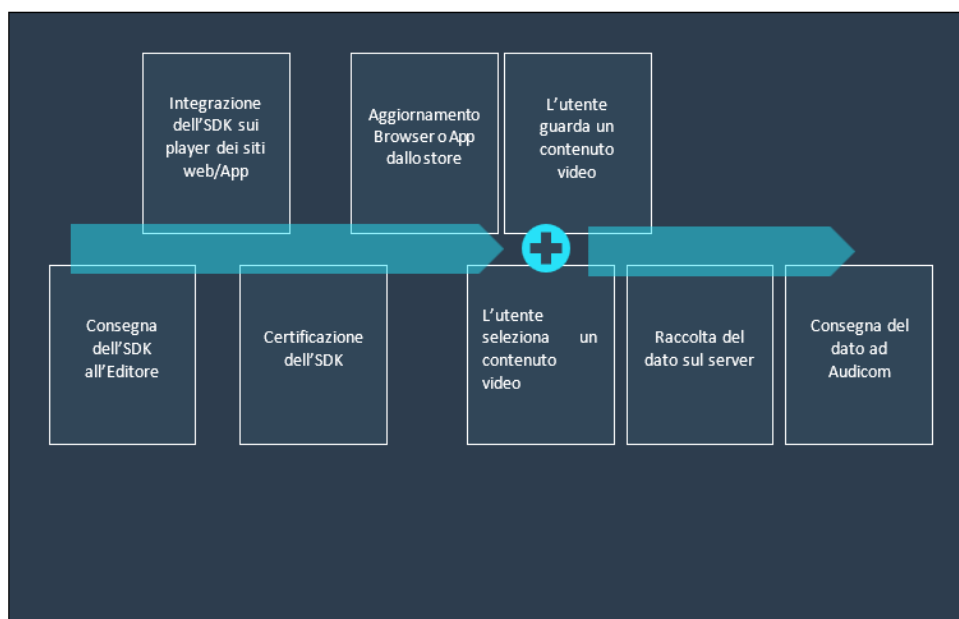 Integrazione
dell'SDK sui
player dei siti
web/App
Aggiornamento
Browser o App
dallo store
L'utente
guarda un
contenuto
video
Consegna
dell'SDK
all'Editore
Certificazione
dell'SDK
L'utente
seleziona un
contenuto
video
Raccolta del
dato sul server
Consegna del
dato ad
Audicom